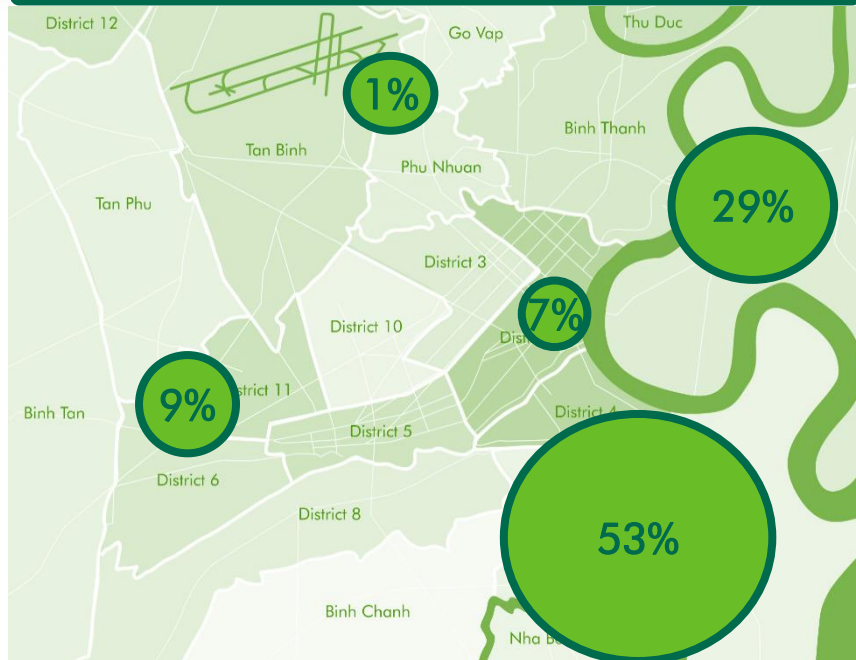 District 12
Go Vap
Thu Duc
1%
Binh Thanh
Tan Binh
Phu Nhuan
Tan Phu
29%
District 3
7%
District 10
9%
Binh Tan
District 4
District 5
District 6
District 8
53%
Binh Chanh
Nha